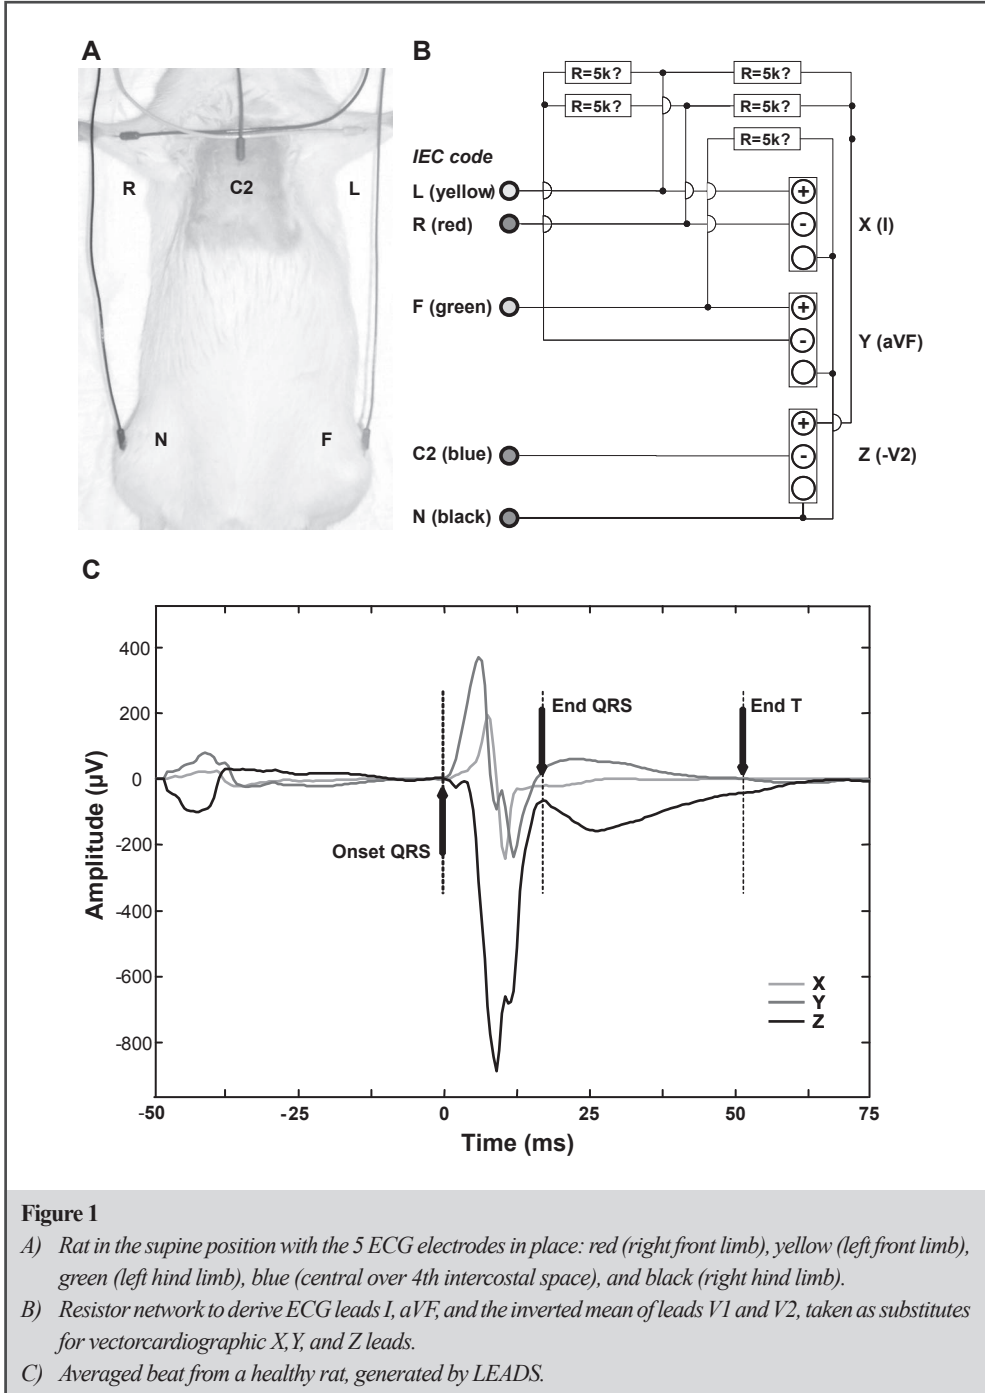 A
R
C2
L
N
F
B
R=5k?
R=5k?
R=5k?
R=5k?
R=5k?
IEC code
L (yellow)
R (red)
F (green)
C2 (blue)
N (black)
+
-
X (I)
+
-
Y (aVF)
+
-
Z (-V2)
C
Amplitude (µV)
400
200
0
-200
-400
-600
-800
Onset QRS
End QRS
End T
X
Y
Z
-50
-25
0
25
50
75
Time (ms)
Figure 1
A) Rat in the supine position with the 5 ECG electrodes in place: red (right front limb), yellow (left front limb),
green (left hind limb), blue (central over 4th intercostal space), and black (right hind limb).
B) Resistor network to derive ECG leads I, aVF, and the inverted mean of leads V1 and V2, taken as substitutes
for vectorcardiographic X,Y, and Z leads.
C) Averaged beat from a healthy rat, generated by LEADS.